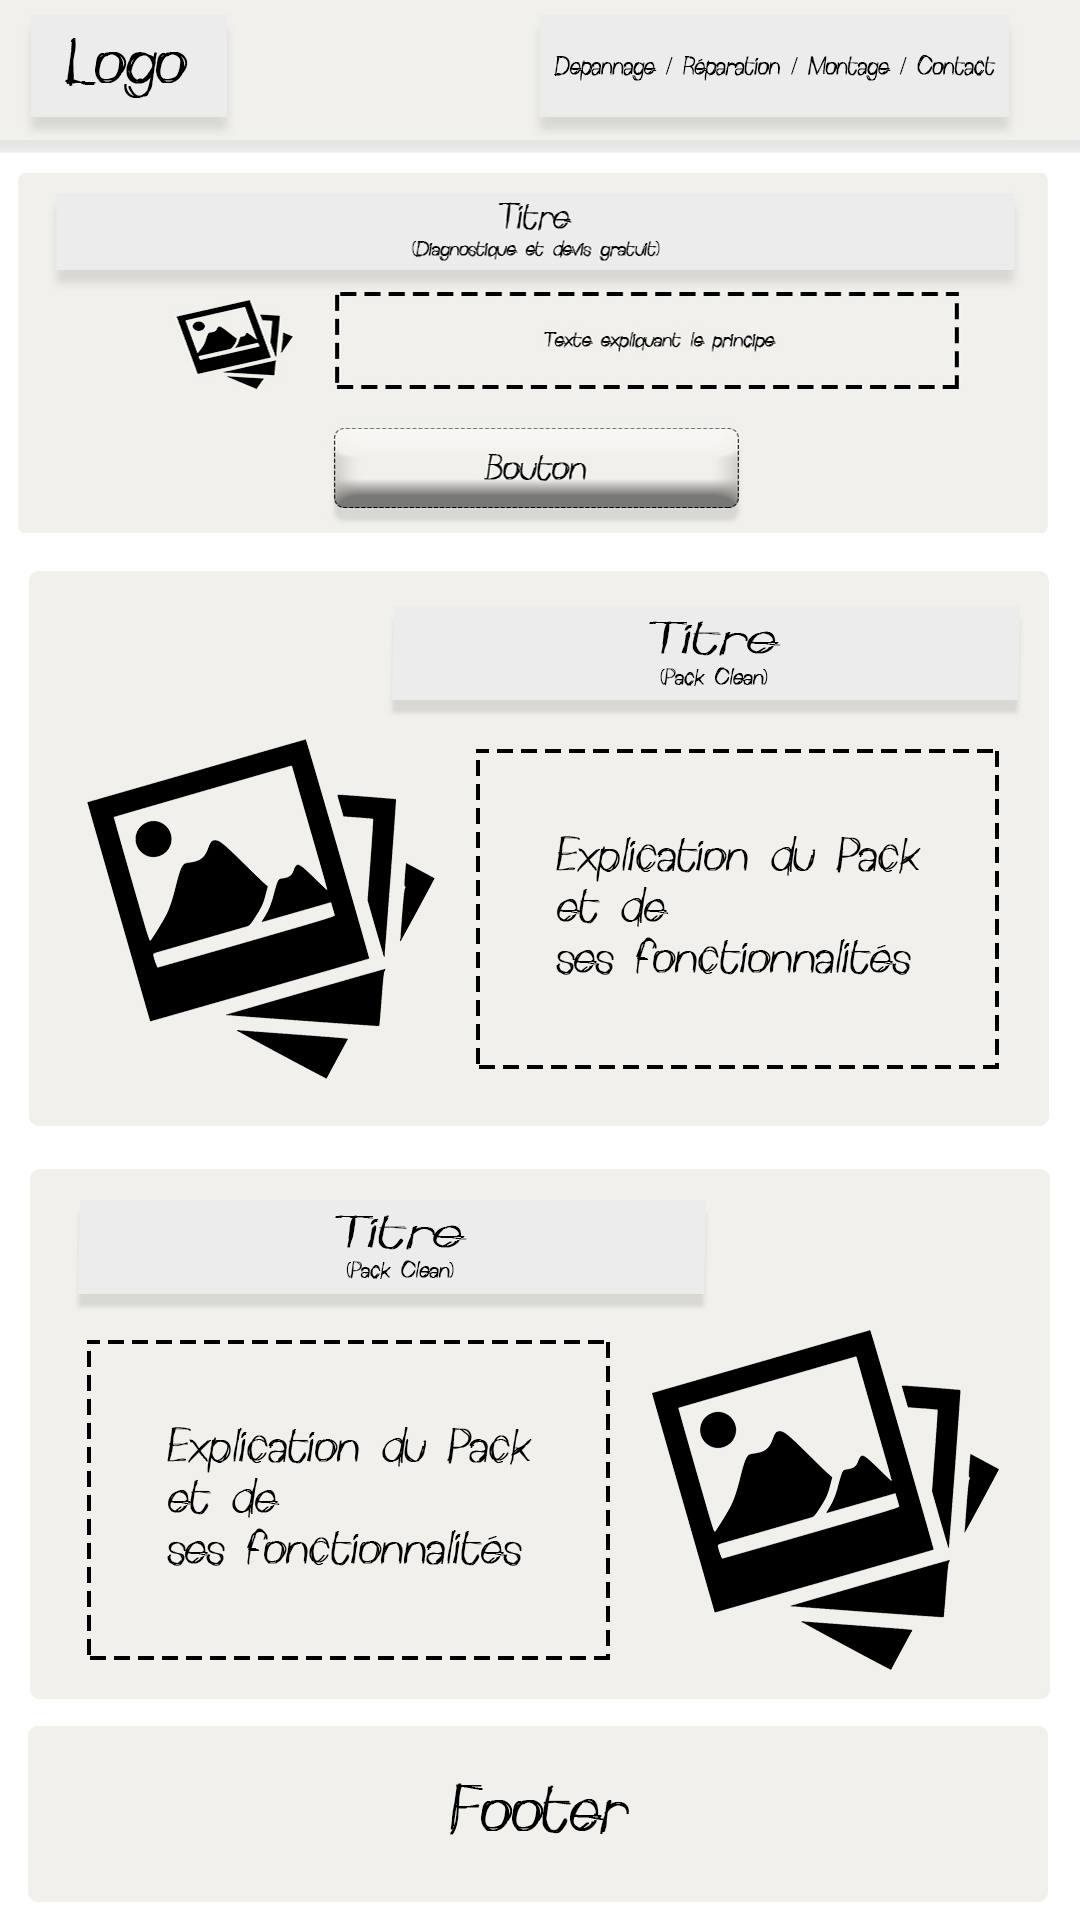 Logo
Depannage / Réparation / Montage / Contact
Titre
(Diagnostique et devis gratuit)
Texte expliquant le principe
Bouton
Titre
(Pack Clean)
Explication du Pack
et de
ses fonctionnalités
Titre
(Pack Clean)
Explication du Pack
et de
ses fonctionnalités
Footer